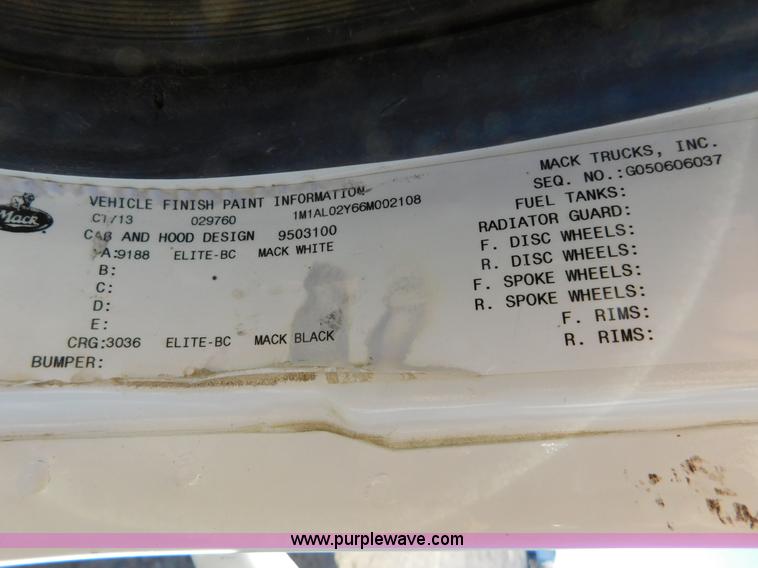 MACK TRUCKS, INC.
SEQ. NO.:G050606037
Mack
VEHICLE FINISH PAINT INFORMATION
029760 1M1AL02Y66M002108
CAB AND HOOD DESIGN 9503100
A:9188 ELITE-BC MACK WHITE
B:
C:
D:
E:
CRG:3036 ELITE-BC MACK BLACK
BUMPER:
FUEL TANKS:
RADIATOR GUARD:
F. DISC WHEELS:
R. DISC WHEELS:
F. SPOKE WHEELS:
R. SPOKE WHEELS:
F. RIMS:
R. RIMS:
www.purplewave.com